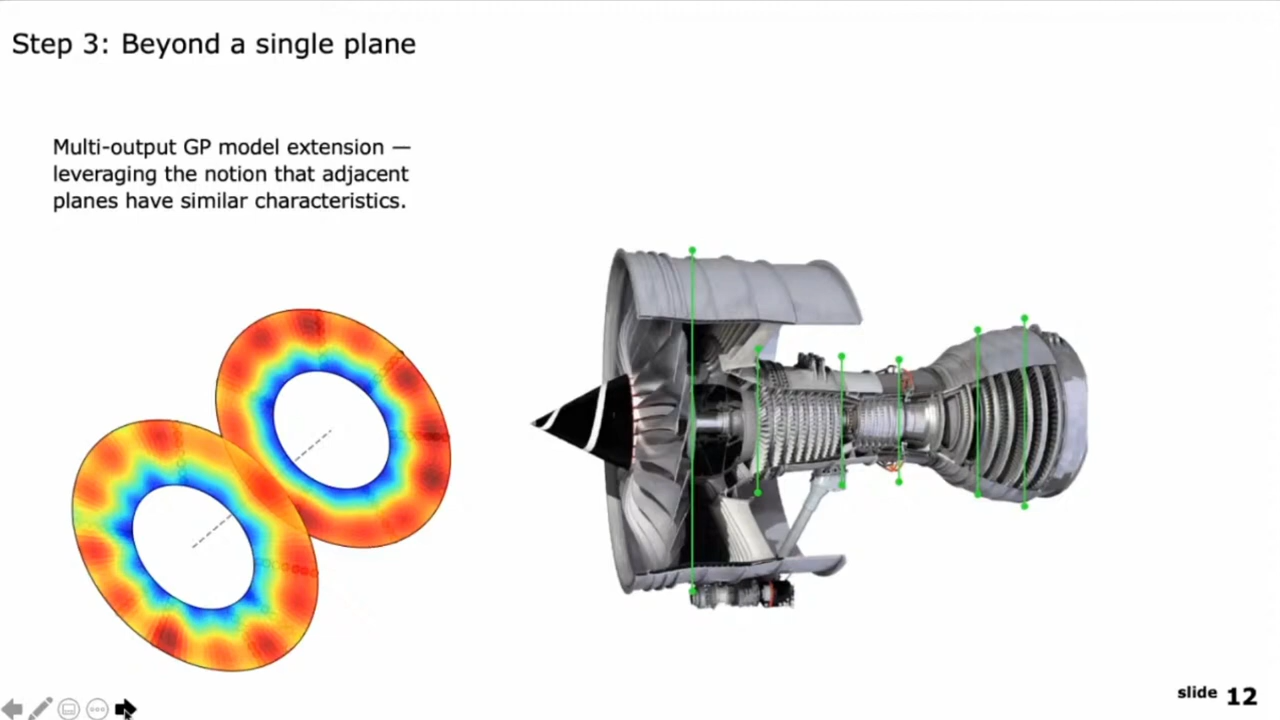 Step 3: Beyond a single plane
Multi-output GP model extension —
leveraging the notion that adjacent
planes have similar characteristics.
slide 12